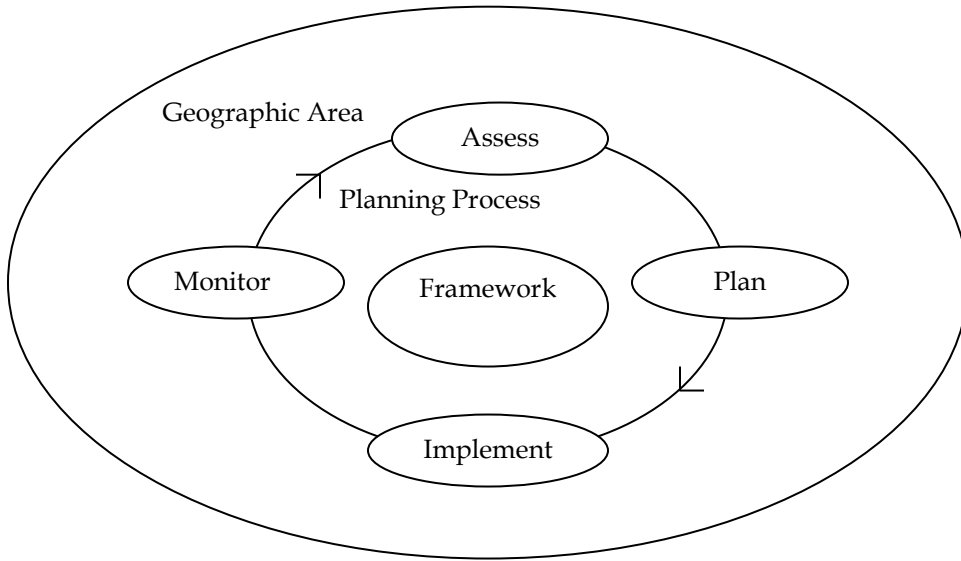 Geographic Area
Assess
Planning Process
Monitor
Framework
Plan
Implement